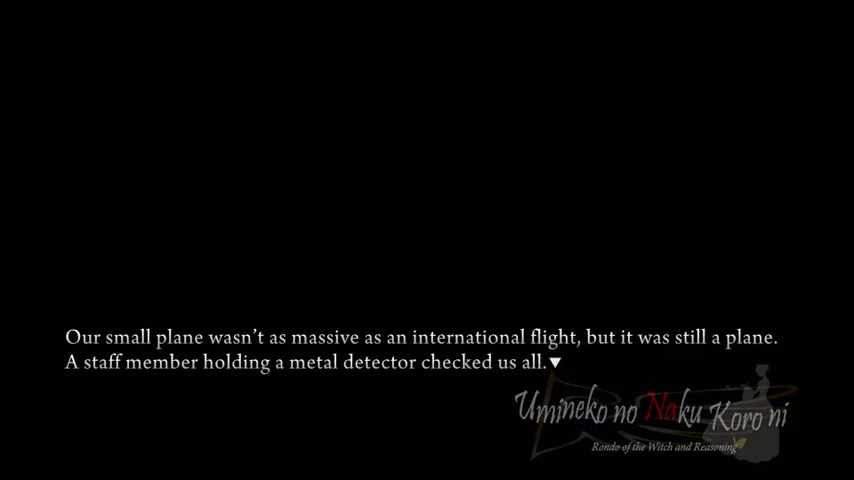 Our small plane wasn't as massive as an international flight, but it was still a plane.
A staff member holding a metal detector checked us all.
Umineko no Naku Koro ni
Rondo of the Witch and Reasoning